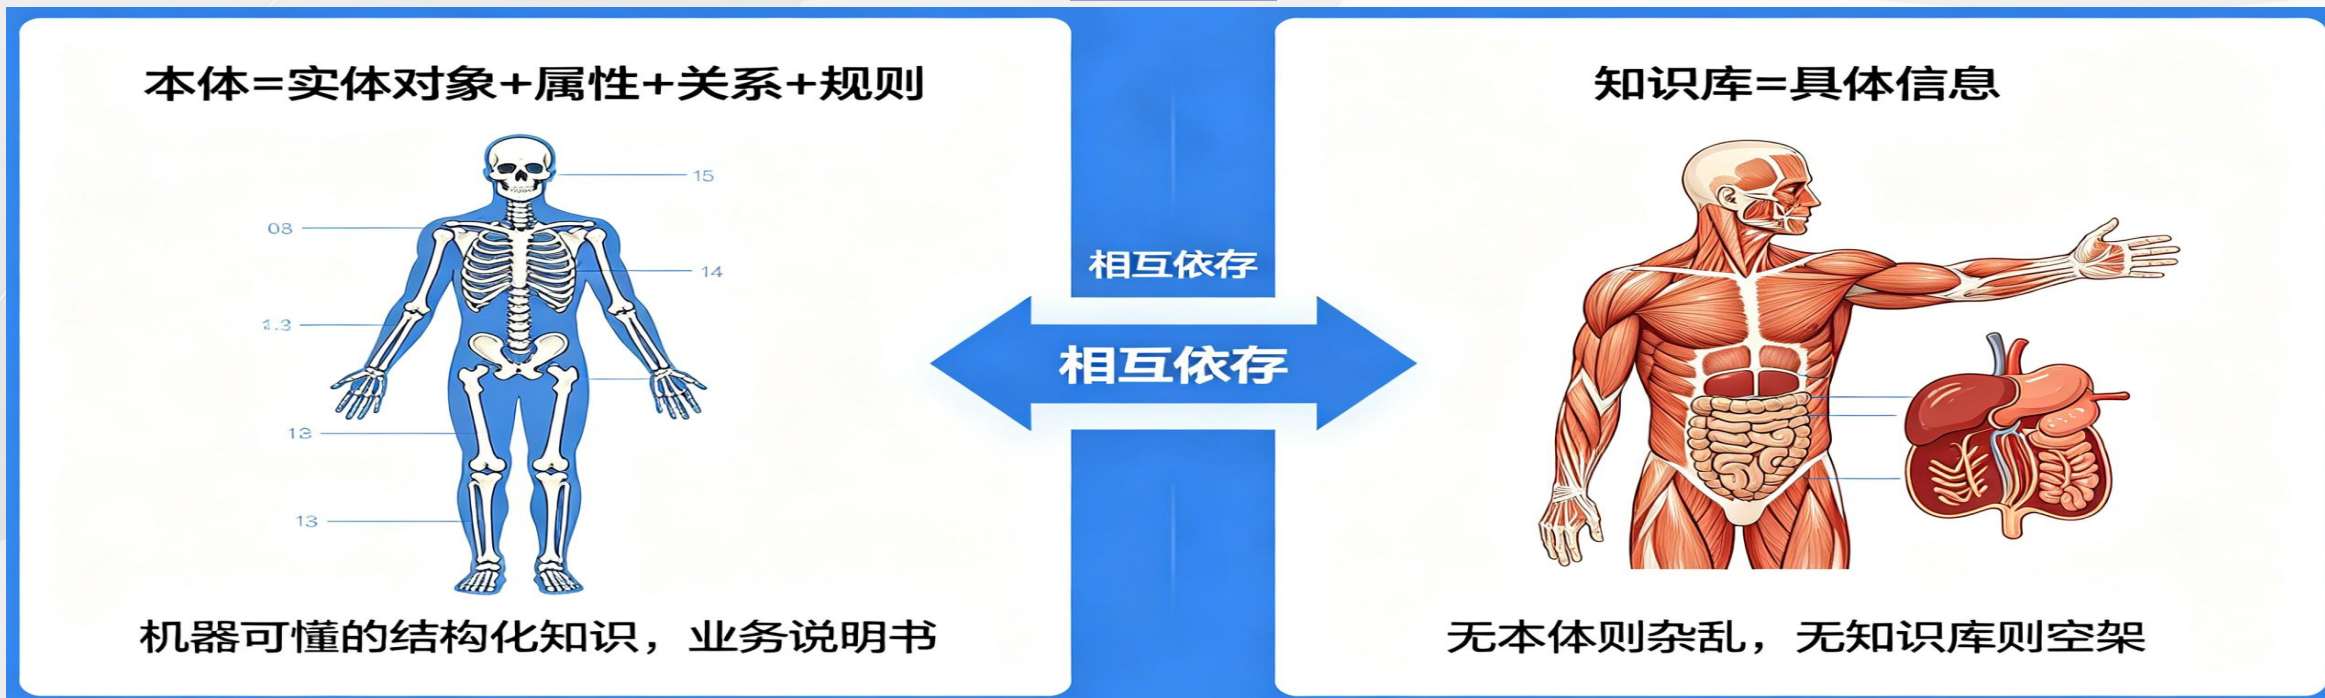 本体=实体对象+属性+关系+规则
15
08
14
13
13
机器可懂的结构化知识，业务说明书
相互依存
相互依存
知识库=具体信息
无本体则杂乱，无知识库则空架